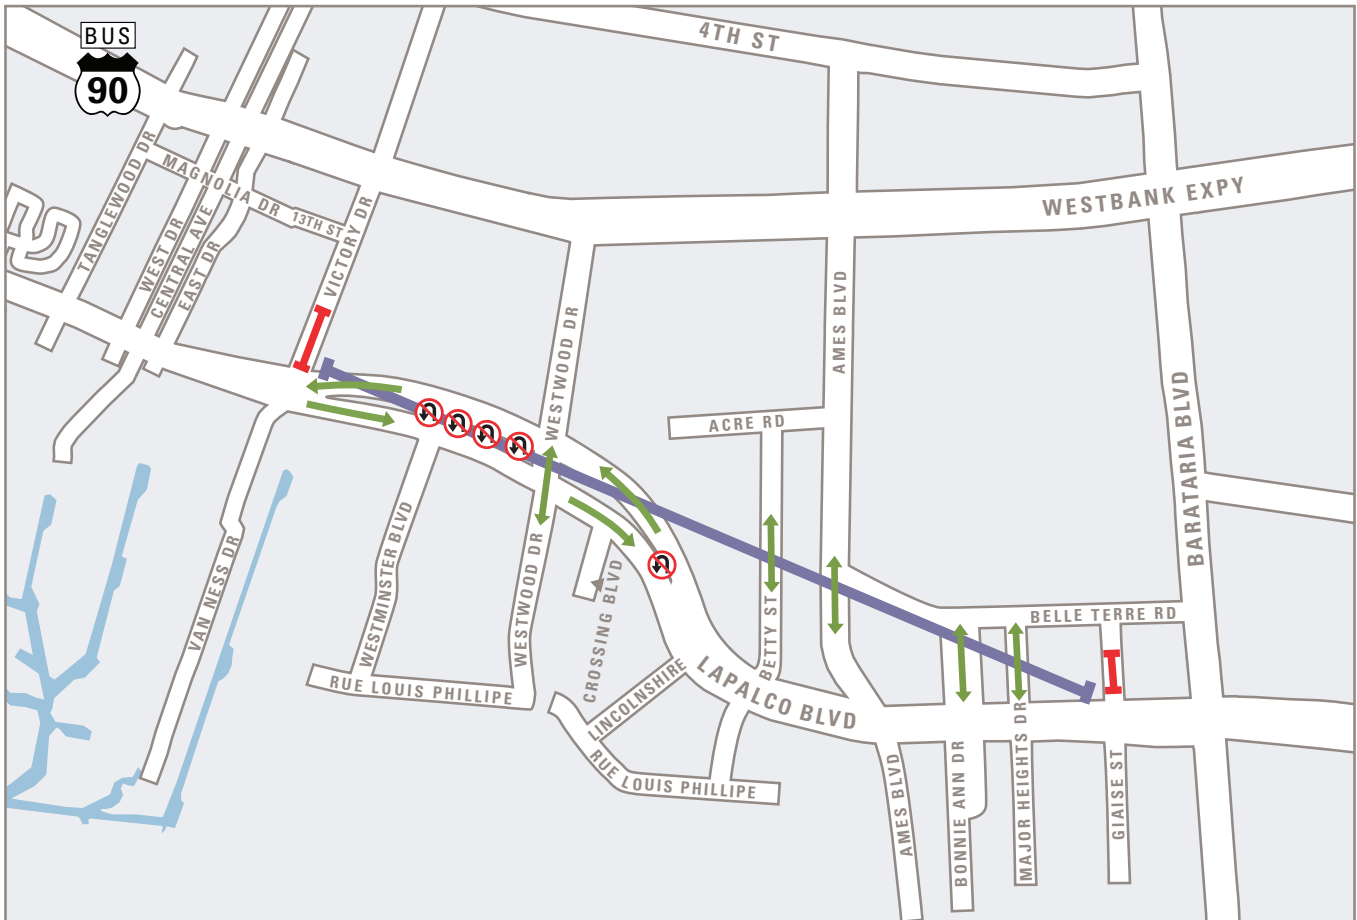 BUS
90
4TH ST
TANGLEWOOD DR
MAGNOLIA DR
13TH ST
WESTBANK EXPY
WEST DR
CENTRAL AVE
EAST DR
VICTORY DR
WESTWOOD DR
AMES BLVD
BARATARIA BLVD
ACRE RD
VAN NESS DR
WESTMINSTER BLVD
WESTWOOD DR
CROSSING BLVD
BETTY ST
BELLE TERRE RD
RUE LOUIS PHILLIPE
LINCOLNSHIRE
LAPALCO BLVD
RUE LOUIS PHILLIPE
AMES BLVD
BONNIE ANN DR
MAJOR HEIGHTS DR
GIAISE ST